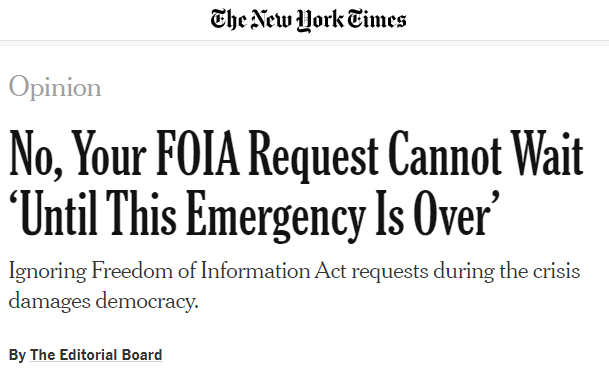 The New York Times
Opinion
No, Your FOIA Request Cannot Wait
‘Until This Emergency Is Over’
Ignoring Freedom of Information Act requests during the crisis
damages democracy.
By The Editorial Board